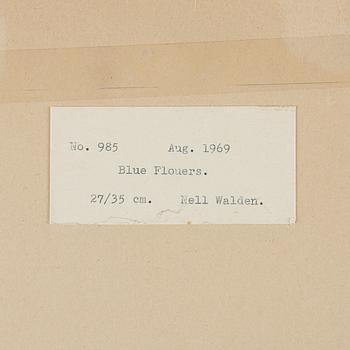 No. 985 Aug. 1969
Blue Flowers.
27/35 cm. Nell Walden.